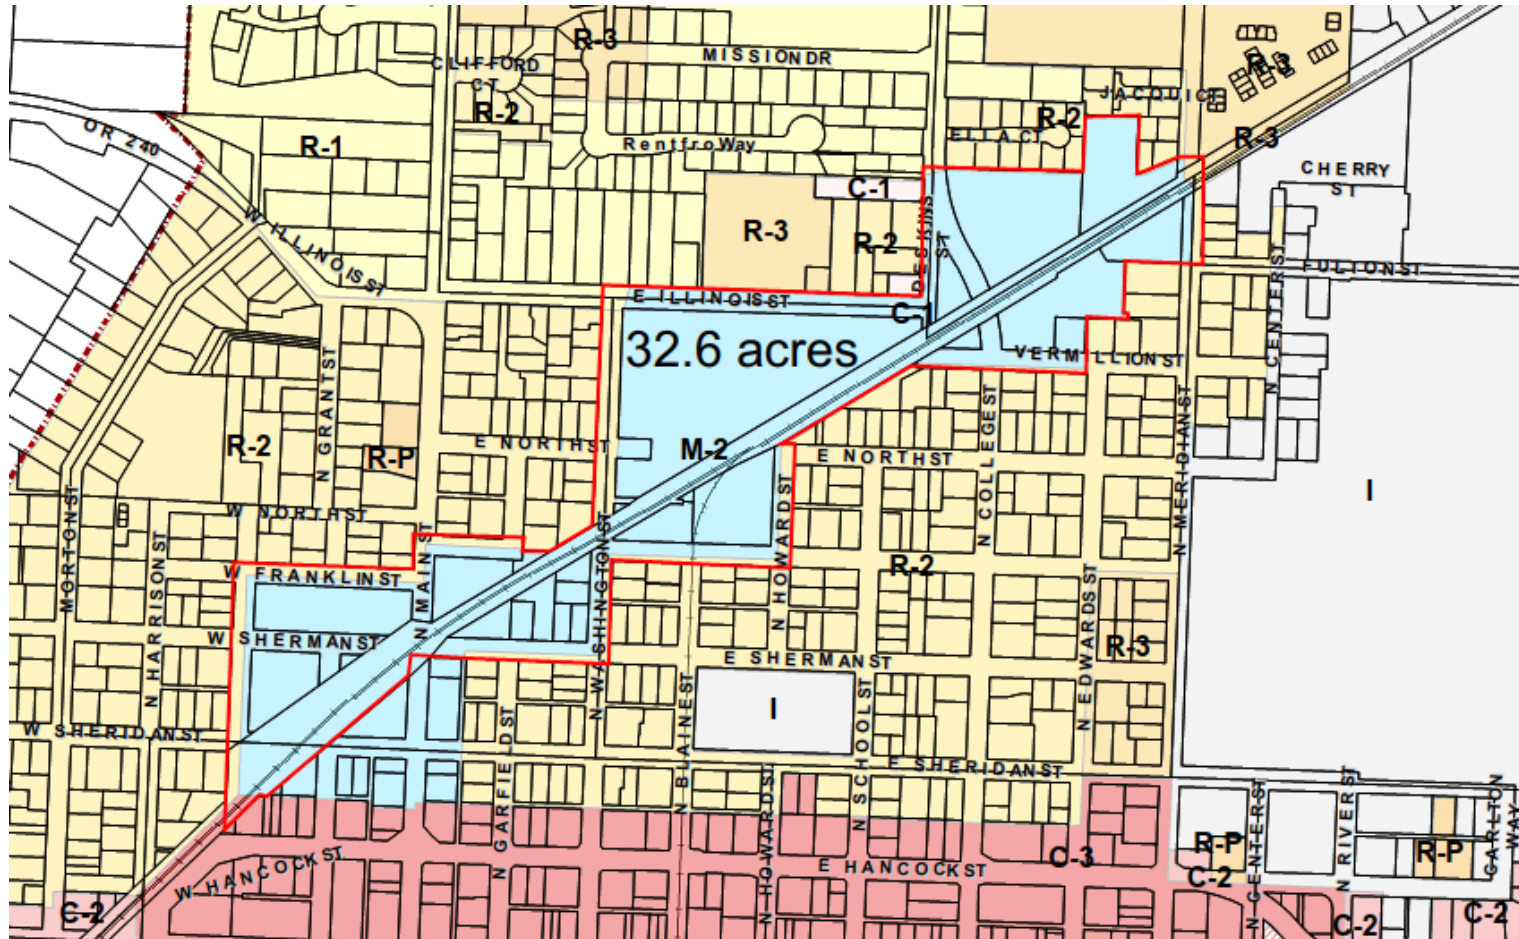 R-3
MISSION DR
CLIFFORD
CT
R-3
JACQUI CT
R-2
R-2
OR 240
ELLA CT
R-3
R-1
Rentfro Way
CHERRY
ST
C-1
W ILLINOIS ST
R-3
R-2
DESKINS
ST
N CENTER ST
FULTON ST
E ILLINOIS ST
C-1
32.6 acres
VERMILLION ST
N GRANT ST
N COLLEGE ST
N MERIDIAN ST
R-2
R-P
E NORTH ST
M-2
E NORTH ST
I
MORTON ST
W NORTH ST
N HARRISON ST
N MAIN ST
N WASHINGTON ST
N HOWARD ST
W FRANKLIN ST
R-2
N EDWARDS ST
W SHERMAN ST
R-3
E SHERMAN ST
I
N BLAINE ST
N SCHOOL ST
W SHERIDAN ST
N GARFIELD ST
E SHERIDAN ST
N HOWARD ST
N CENTER ST
N RIVER ST
CARLTON
WAY
W HANCOCK ST
E HANCOCK ST
C-3
R-P
R-P
C-2
C-2
C-2
C-2